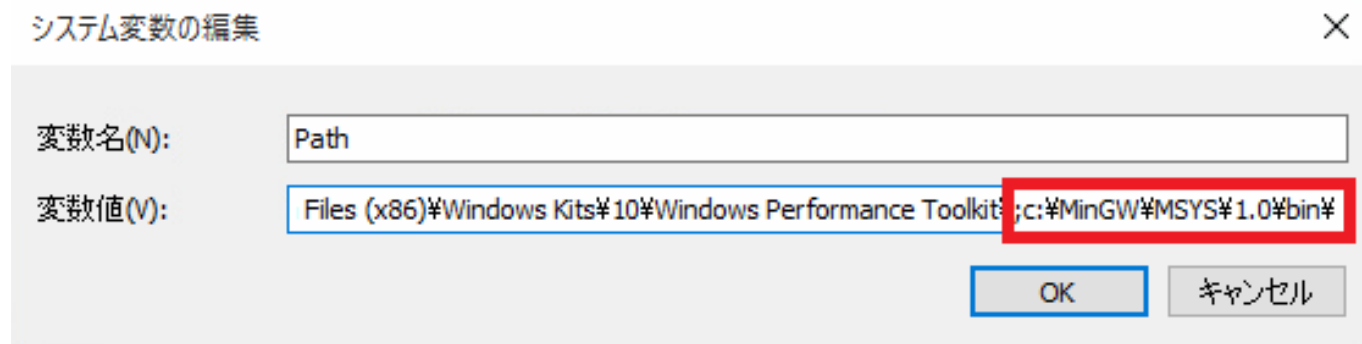 システム変数の編集
変数名(N): Path
変数値(V): Files (x86)¥Windows Kits¥10¥Windows Performance Toolkit¥;c:¥MinGW¥MSYS¥1.0¥bin¥
OK キャンセル